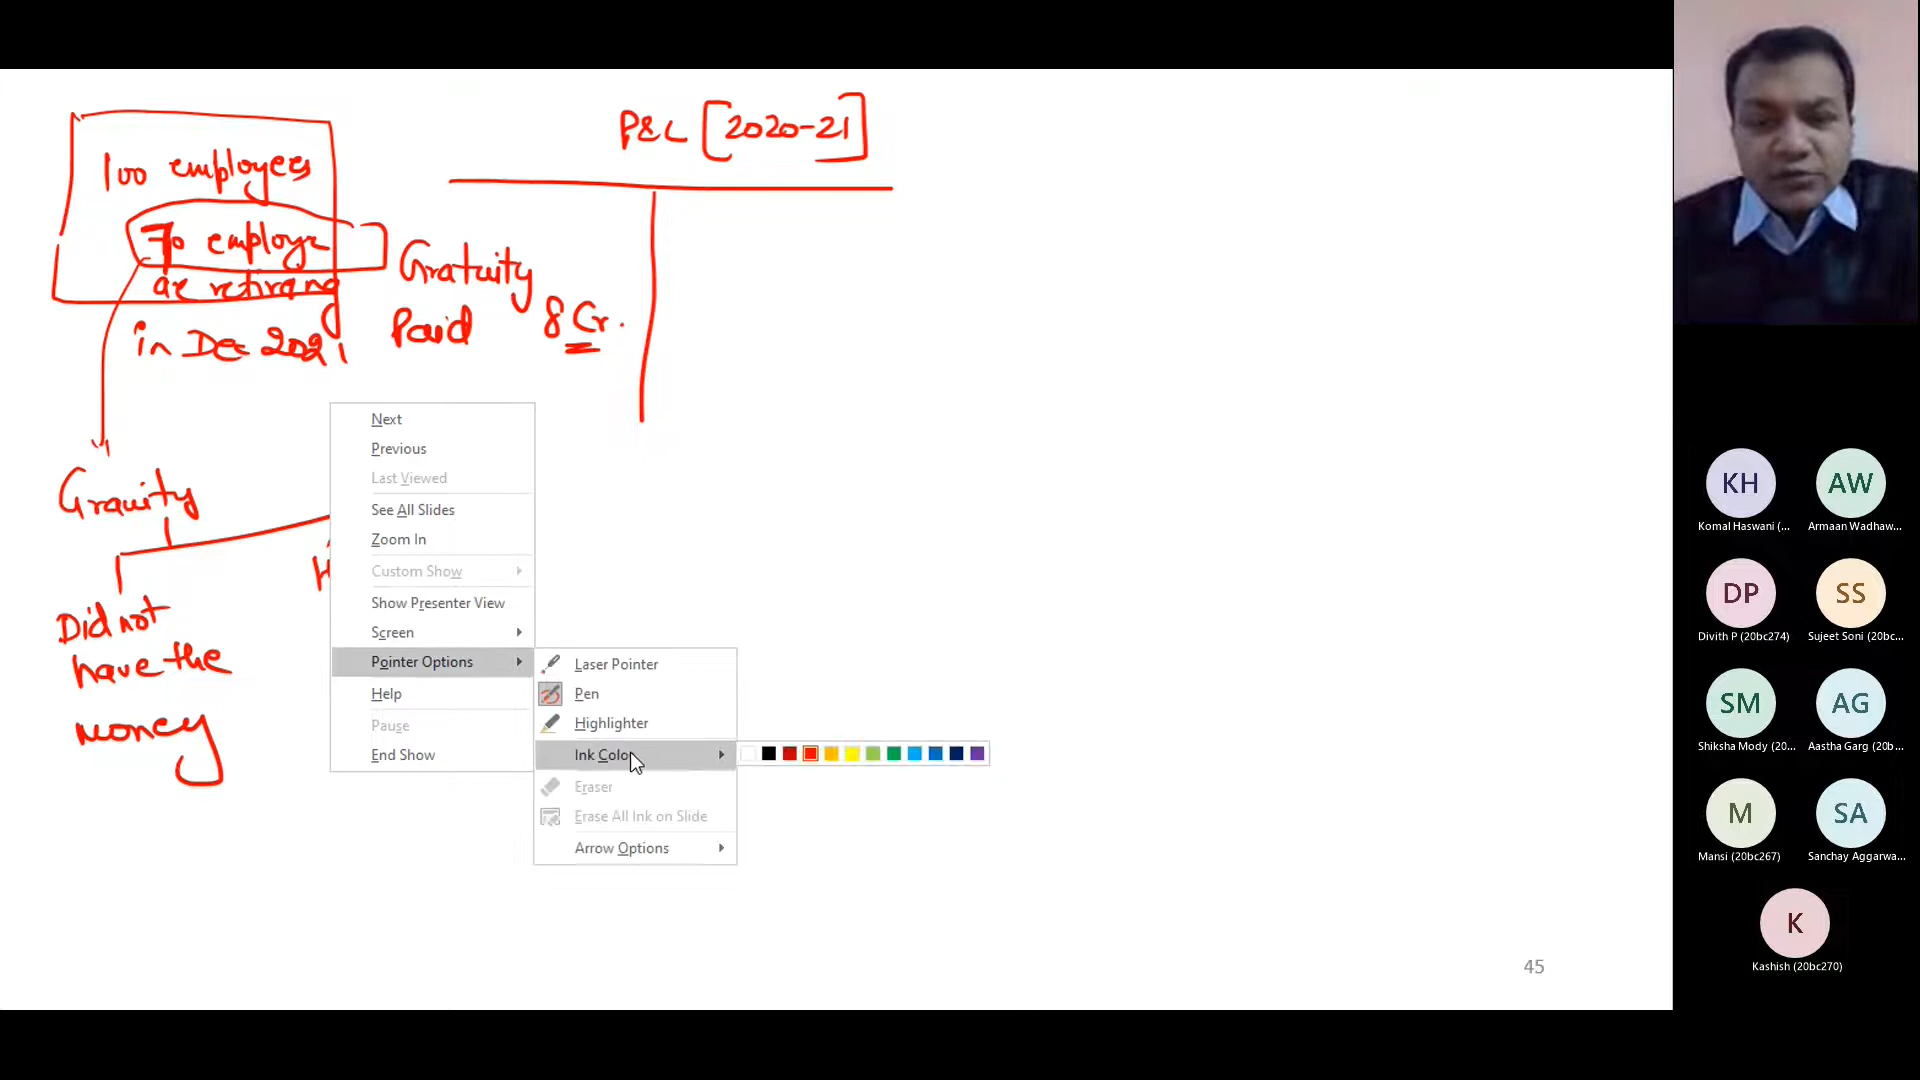 P&L [2020-21]
100 employees
70 employe
are retiring
in Dec 2021
Gratuity
Paid 8 Cr.
Gravity
Did not
have the
money
H
Next
Previous
Last Viewed
See All Slides
Zoom In
Custom Show
Show Presenter View
Screen
Pointer Options
Help
Pause
End Show
Laser Pointer
Pen
Highlighter
Ink Colo
Eraser
Erase All Ink on Slide
Arrow Options
45
KH
Komal Haswani (...
AW
Armaan Wadhaw...
DP
Divith P (20bc274)
SS
Sujeet Soni (20bc...
SM
Shiksha Mody (20...
AG
Aastha Garg (20b...
M
Mansi (20bc267)
SA
Sanchay Aggarwa...
K
Kashish (20bc270)